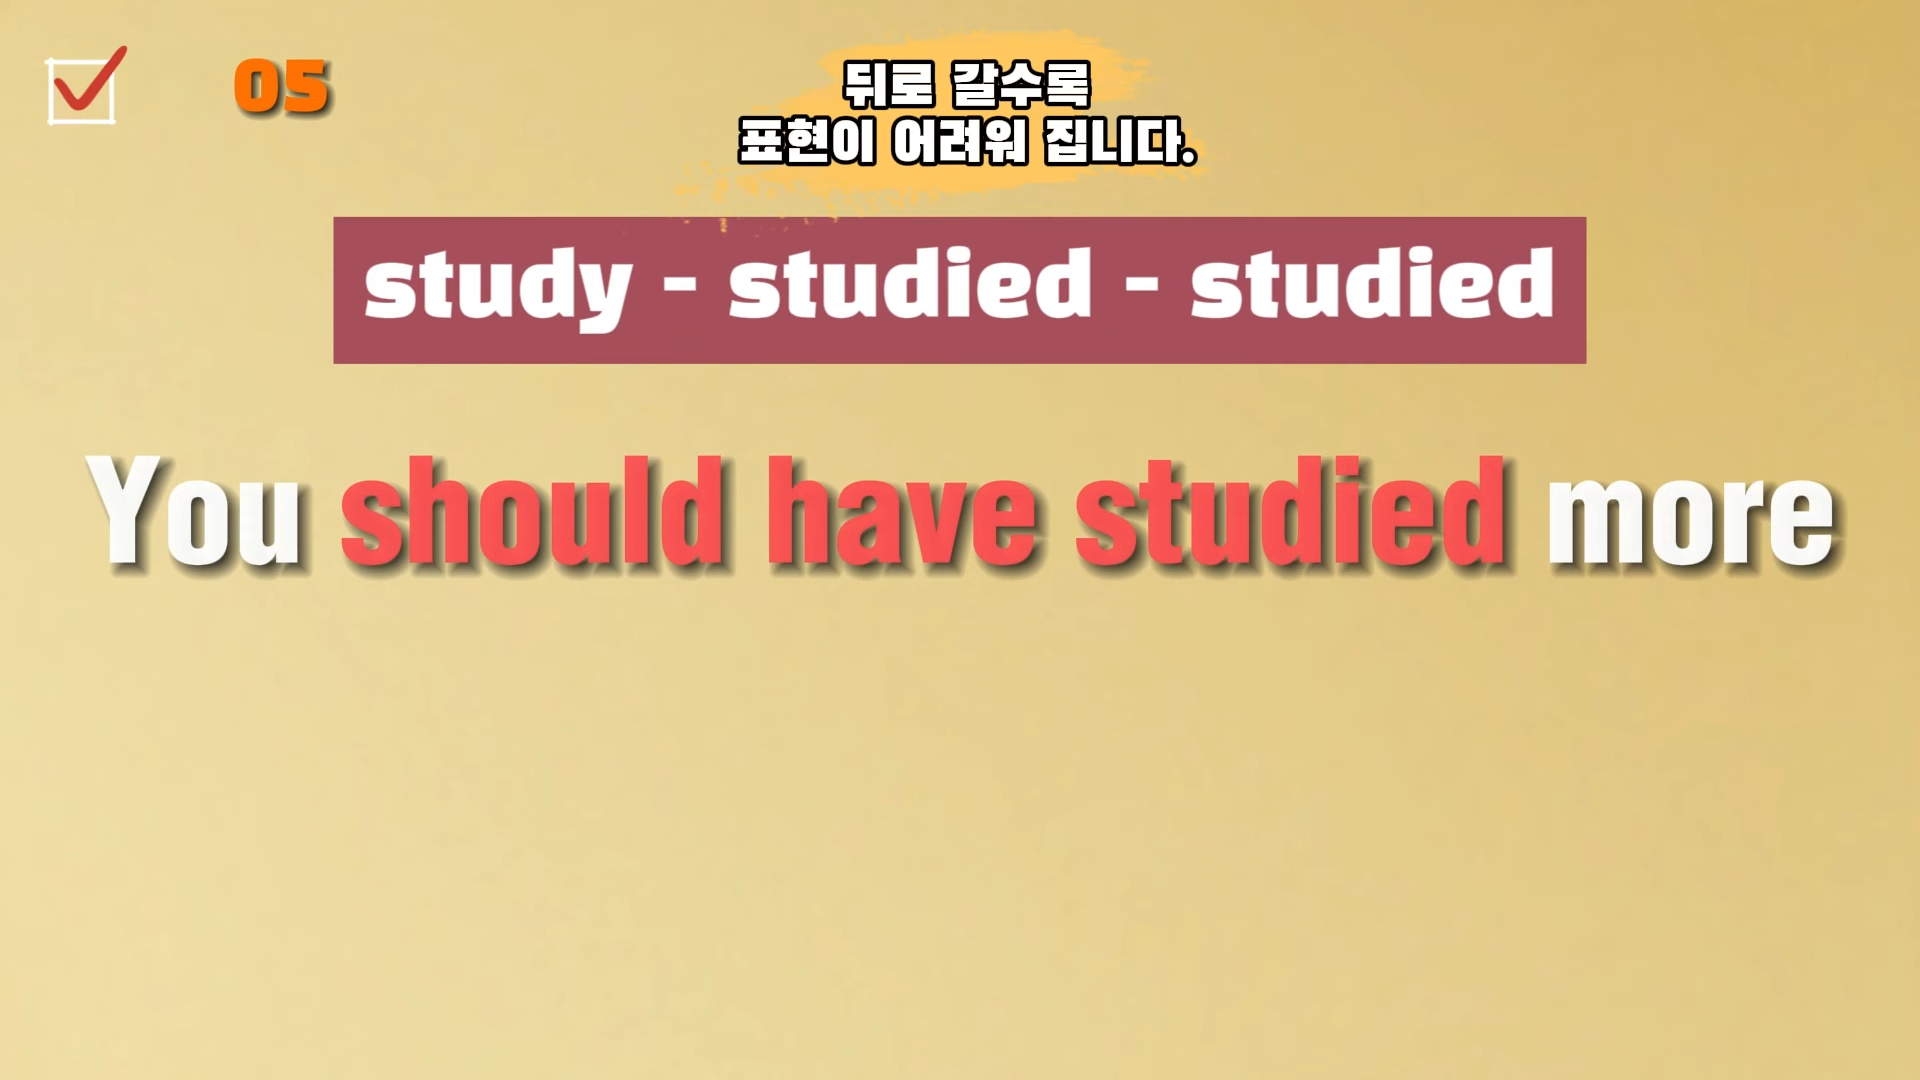 05
뒤로 갈수록
표현이 어려워 집니다.
study - studied - studied
You should have studied more